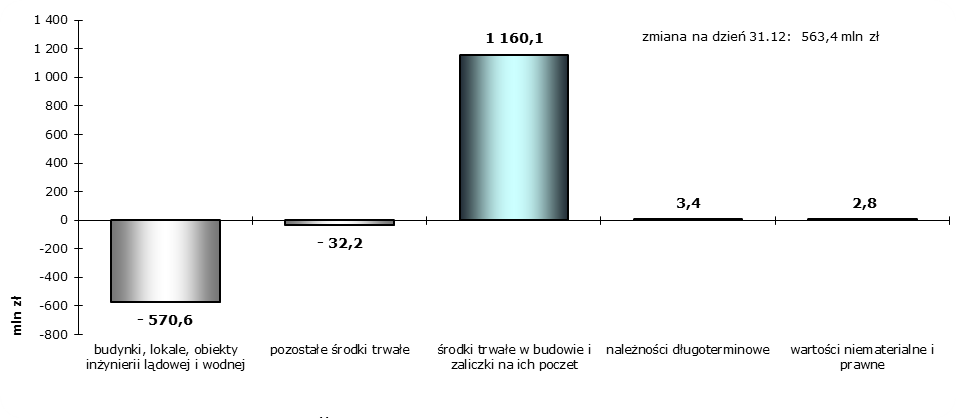 1 400
1 200
1 000
800
600
400
200
0
-200
-400
-600
-800
mln zł
zmiana na dzień 31.12: 563,4 mln zł
- 570,6
- 32,2
1 160,1
3,4
2,8
budynki, lokale, obiekty
inżynierii lądowej i wodnej
pozostałe środki trwałe
środki trwałe w budowie i
zaliczki na ich poczet
należności długoterminowe
wartości niematerialne i
prawne